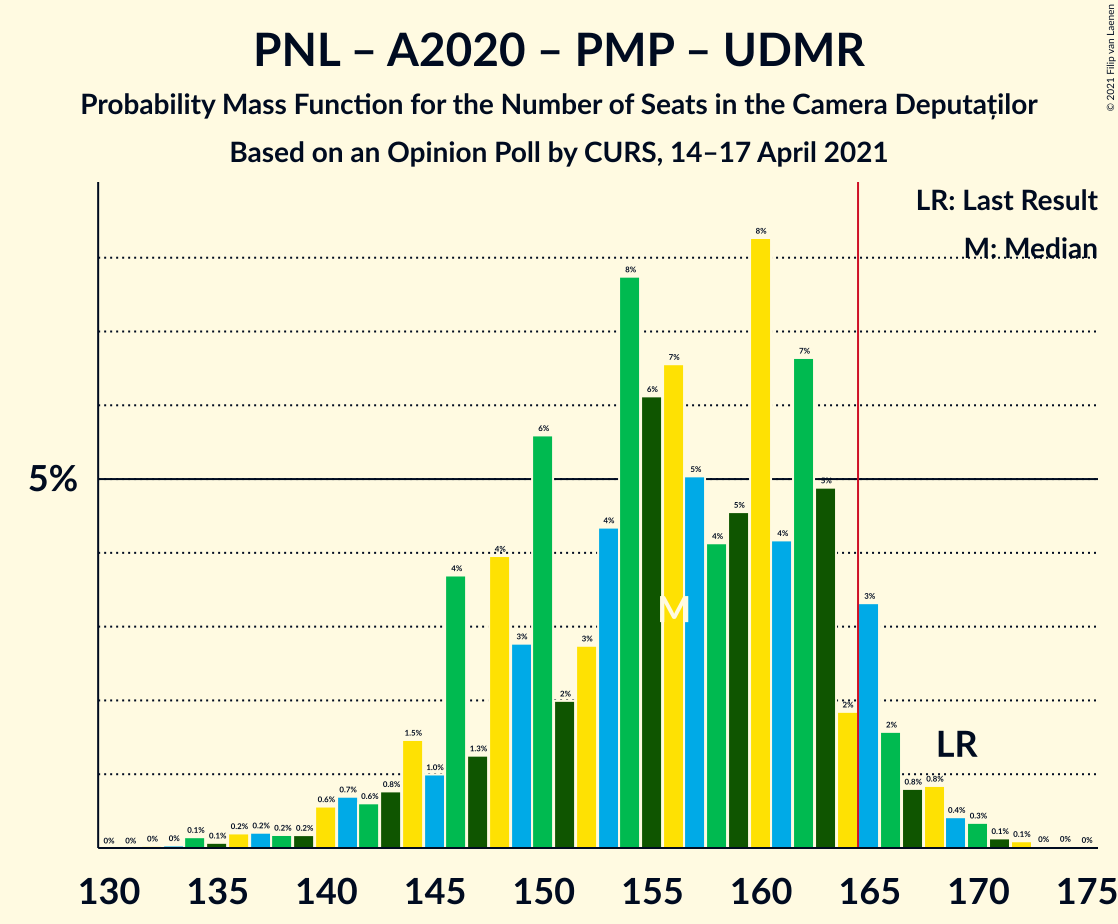 PNL – A2020 – PMP – UDMR
Probability Mass Function for the Number of Seats in the Camera Deputaților
Based on an Opinion Poll by CURS, 14–17 April 2021
© 2021 Filip van Laenen
LR: Last Result
M: Median
5%
0% 0% 0% 0% 0.1% 0.1% 0.2% 0.2% 0.2% 0.2% 0.6% 0.7% 0.6% 0.8% 1.5% 1.0% 4% 1.3% 4% 3% 6% 2% 3% 4% 8% 6% 7% 5% 4% 5% 8% 4% 7% 5% 2% 3% 2% 0.8% 0.8% 0.4% 0.3% 0.1% 0.1% 0% 0% 0%
M
LR
130 135 140 145 150 155 160 165 170 175